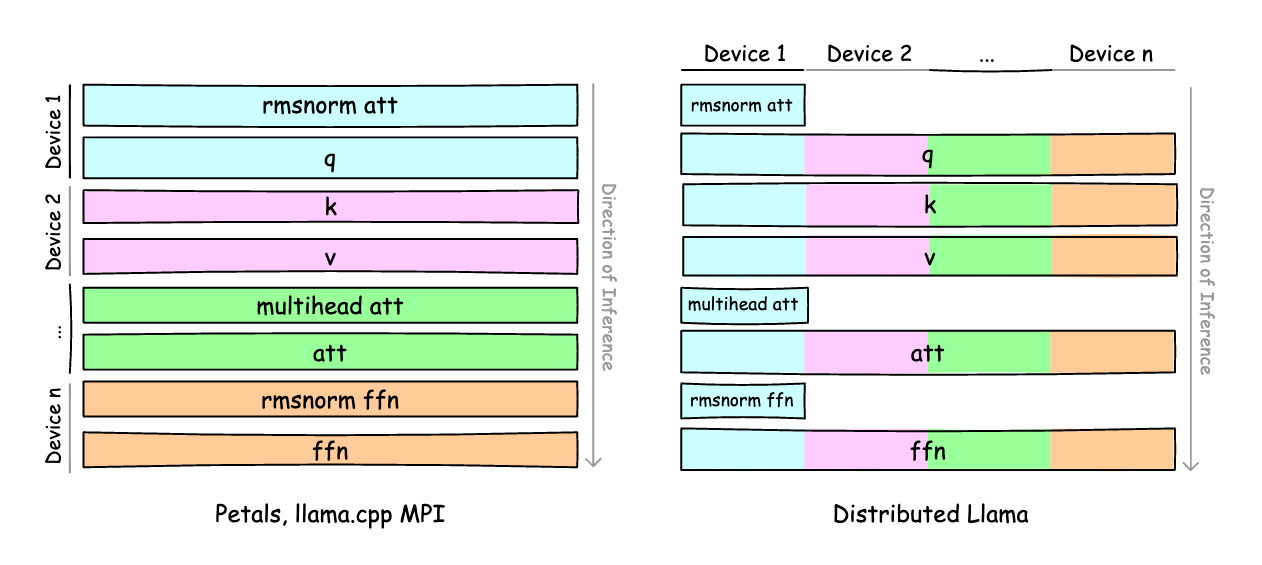 Device 1
Device 2
...
Device n
rmsnorm att
q
k
v
multihead att
att
rmsnorm ffn
ffn
Direction of Inference
Petals, llama.cpp MPI
Device 1 Device 2 ... Device n
rmsnorm att
q
k
v
multihead att
att
rmsnorm ffn
ffn
Direction of Inference
Distributed Llama